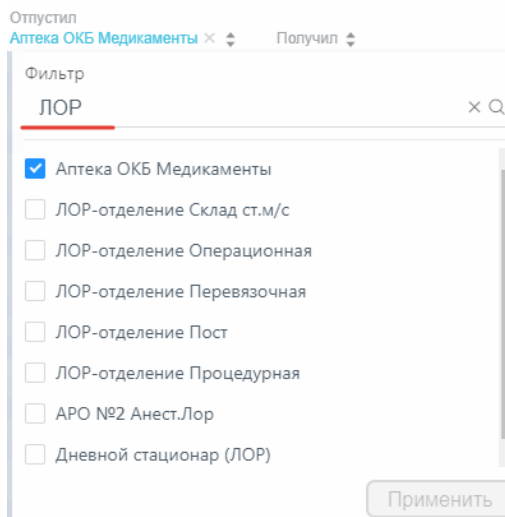 Отпустил
Аптека ОКБ Медикаменты Получил
Фильтр
ЛОР
Аптека ОКБ Медикаменты
ЛОР-отделение Склад ст.м/с
ЛОР-отделение Операционная
ЛОР-отделение Перевязочная
ЛОР-отделение Пост
ЛОР-отделение Процедурная
АРО №2 Анест.Лор
Дневной стационар (ЛОР)
Применить